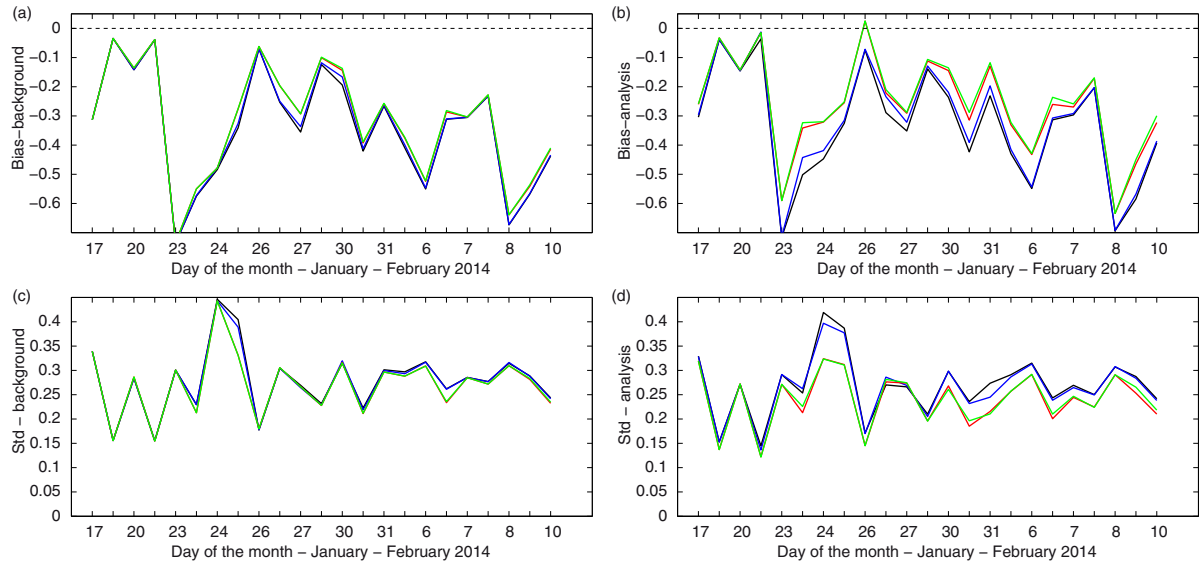 (a)
0
−0.1
−0.2
−0.3
−0.4
−0.5
−0.6
Bias−background
17 20 23 24 26 27 30 31 6 7 8 10
Day of the month − January − February 2014
(b)
0
−0.1
−0.2
−0.3
−0.4
−0.5
−0.6
Bias−analysis
17 20 23 24 26 27 30 31 6 7 8 10
Day of the month − January − February 2014
(c)
0.4
0.35
0.3
0.25
0.2
0.15
0.1
0.05
0
Std − background
17 20 23 24 26 27 30 31 6 7 8 10
Day of the month − January − February 2014
(d)
0.4
0.35
0.3
0.25
0.2
0.15
0.1
0.05
0
Std − analysis
17 20 23 24 26 27 30 31 6 7 8 10
Day of the month − January − February 2014